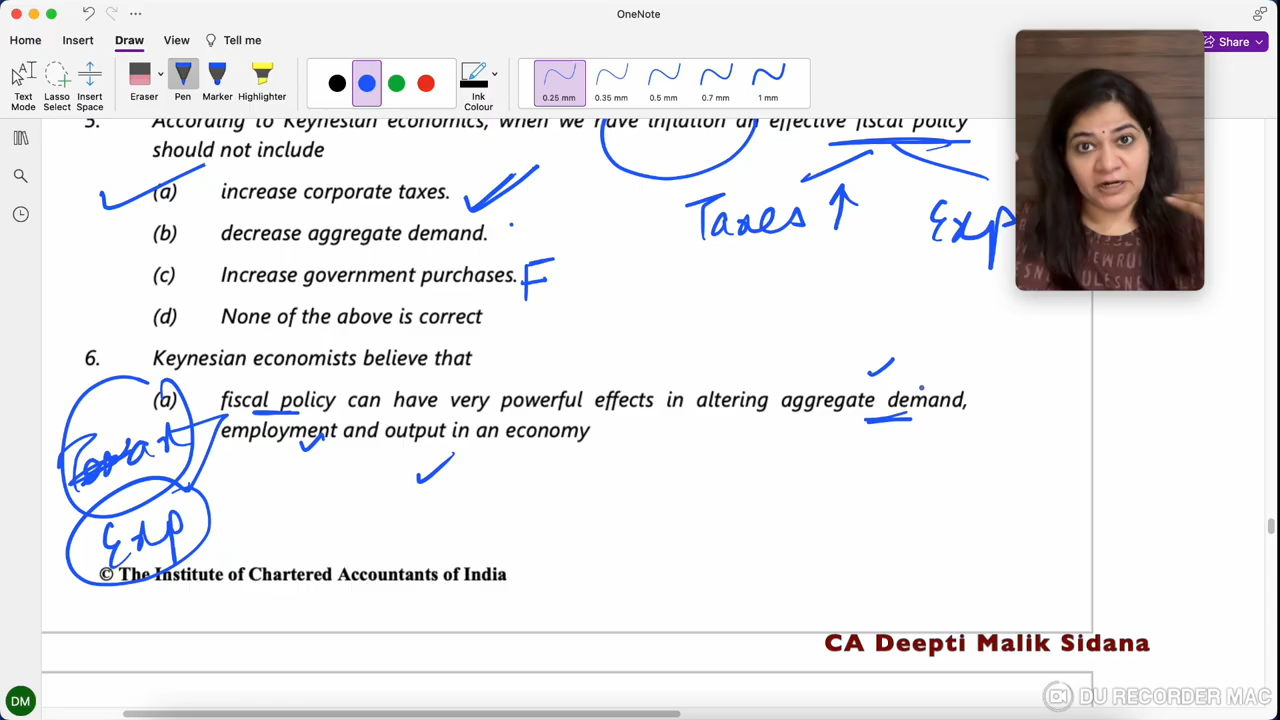 OneNote
Home Insert Draw View Tell me
Share
Text Mode
Lasso Select
Insert Space
Eraser
Pen
Marker
Highlighter
Ink Colour
0.25 mm 0.35 mm 0.5 mm 0.7 mm 1 mm
5. According to Keynesian economics, when we have inflation an effective fiscal policy
should not include
(a) increase corporate taxes.
(b) decrease aggregate demand.
(c) Increase government purchases. F
(d) None of the above is correct
Taxes ↑ Exp
6. Keynesian economists believe that
(a) fiscal policy can have very powerful effects in altering aggregate demand,
employment and output in an economy
Exp
© The Institute of Chartered Accountants of India
CA Deepti Malik Sidana
DM
DU RECORDER MAC